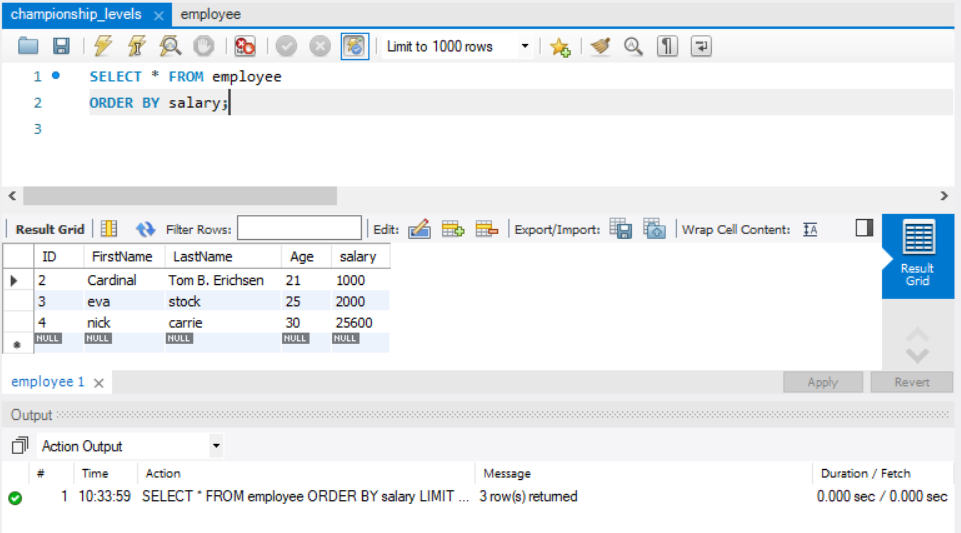 championship_levels × employee
Limit to 1000 rows
1 SELECT * FROM employee
2 ORDER BY salary;
3
Result Grid Filter Rows: Edit: Export/Import: Wrap Cell Content: IA
Result Grid
ID FirstName LastName Age salary
2 Cardinal Tom B. Erichsen 21 1000
3 eva stock 25 2000
4 nick carrie 30 25600
NULL NULL NULL NULL NULL
employee 1 × Apply Revert
Output
Action Output
# Time Action Message Duration / Fetch
1 10:33:59 SELECT * FROM employee ORDER BY salary LIMIT ... 3 row(s) returned 0.000 sec / 0.000 sec